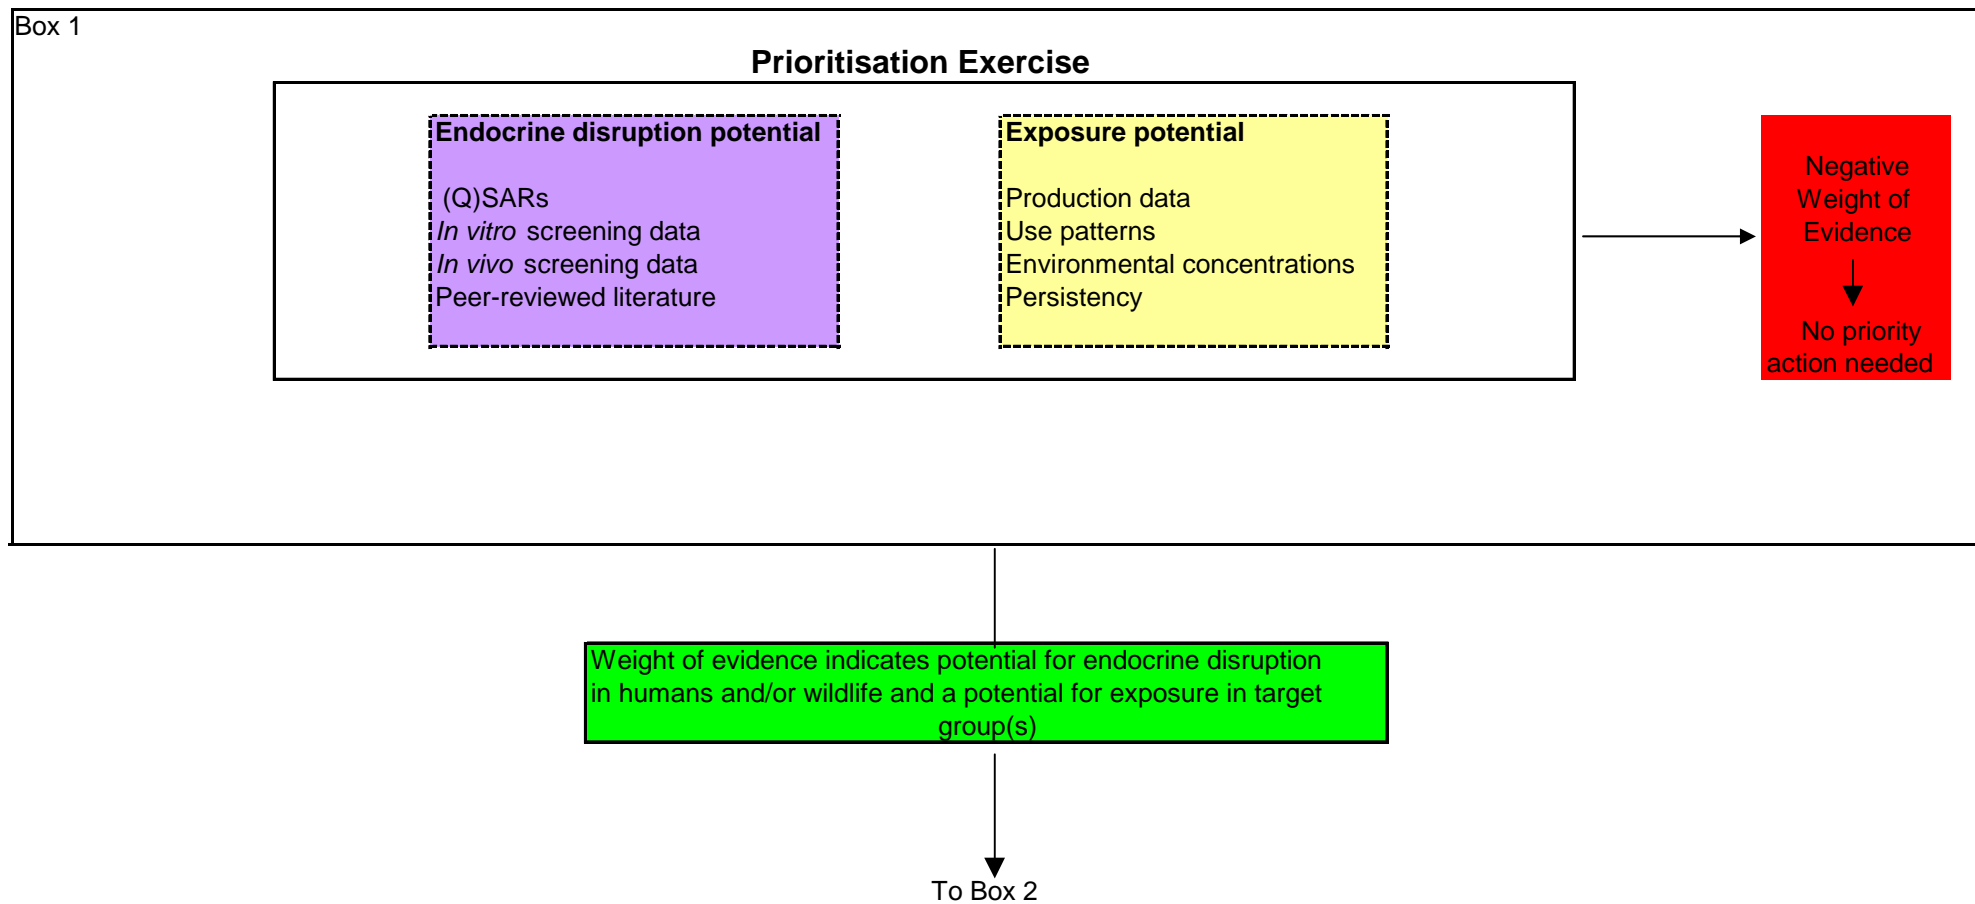 Box 1
Prioritisation Exercise
Endocrine disruption potential
(Q)SARs
In vitro screening data
In vivo screening data
Peer-reviewed literature
Exposure potential
Production data
Use patterns
Environmental concentrations
Persistency
Negative
Weight of
Evidence
No priority
action needed
Weight of evidence indicates potential for endocrine disruption
in humans and/or wildlife and a potential for exposure in target
group(s)
To Box 2